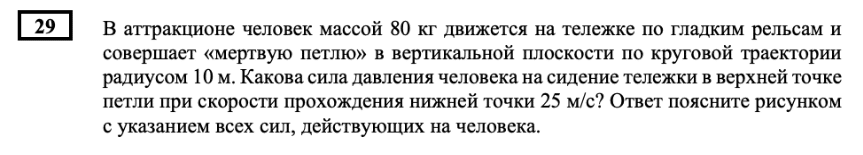 29
В аттракционе человек массой 80 кг движется на тележке по гладким рельсам и
совершает «мертвую петлю» в вертикальной плоскости по круговой траектории
радиусом 10 м. Какова сила давления человека на сидение тележки в верхней точке
петли при скорости прохождения нижней точки 25 м/с? Ответ поясните рисунком
с указанием всех сил, действующих на человека.